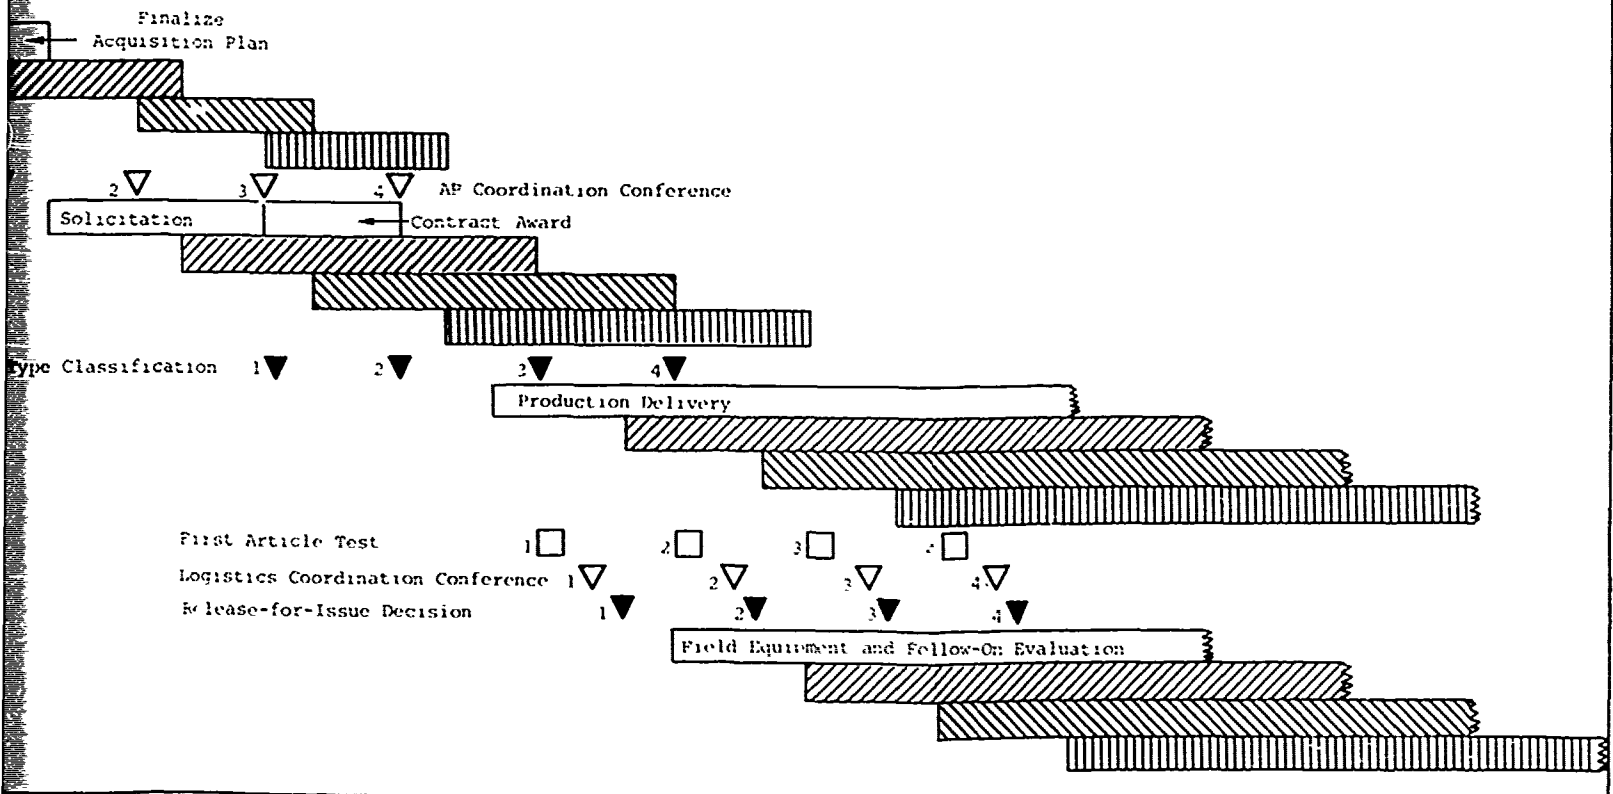 Finalize
Acquisition Plan
2 3 4 AP Coordination Conference
Solicitation Contract Award
Type Classification 1 2 3 4
Production Delivery
First Article Test 1 2 3
Logistics Coordination Conference 1 2 3 4
Release-for-Issue Decision 1 2 3 4
Field Equipment and Follow-On Evaluation